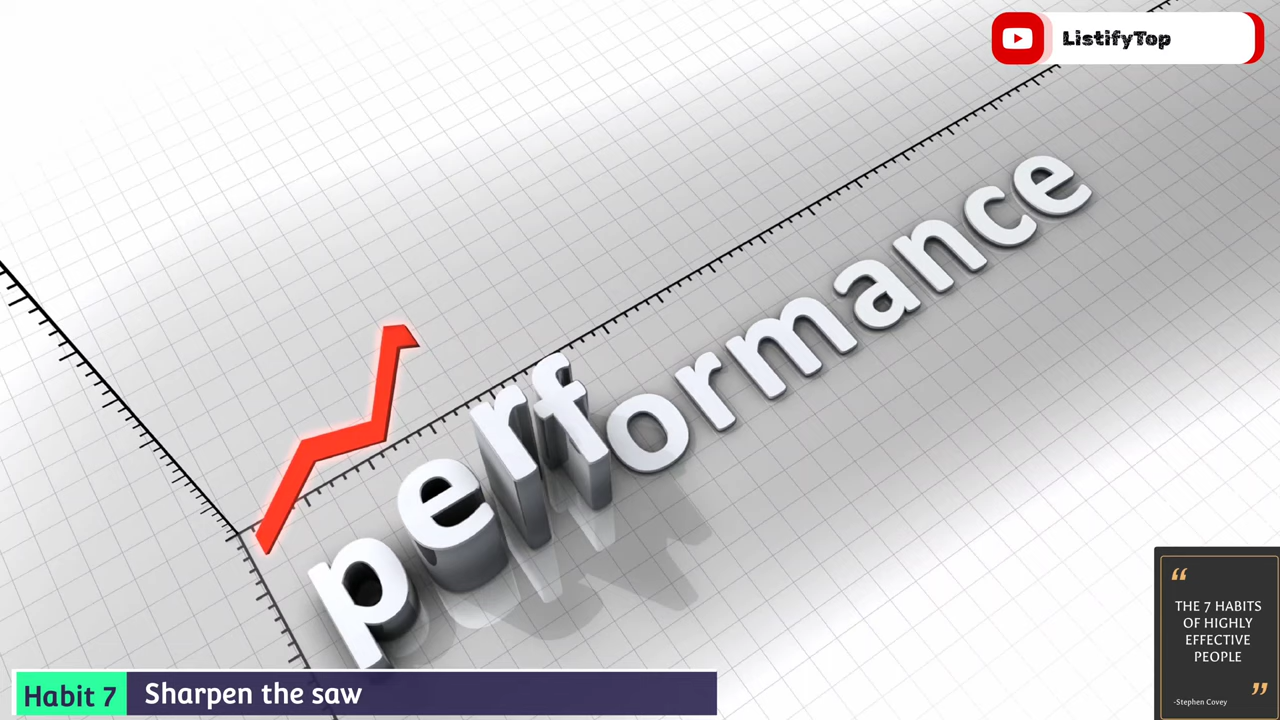 ListifyTop
performance
“
THE 7 HABITS
OF HIGHLY
EFFECTIVE
PEOPLE
”
-Stephen Covey
Habit 7 Sharpen the saw